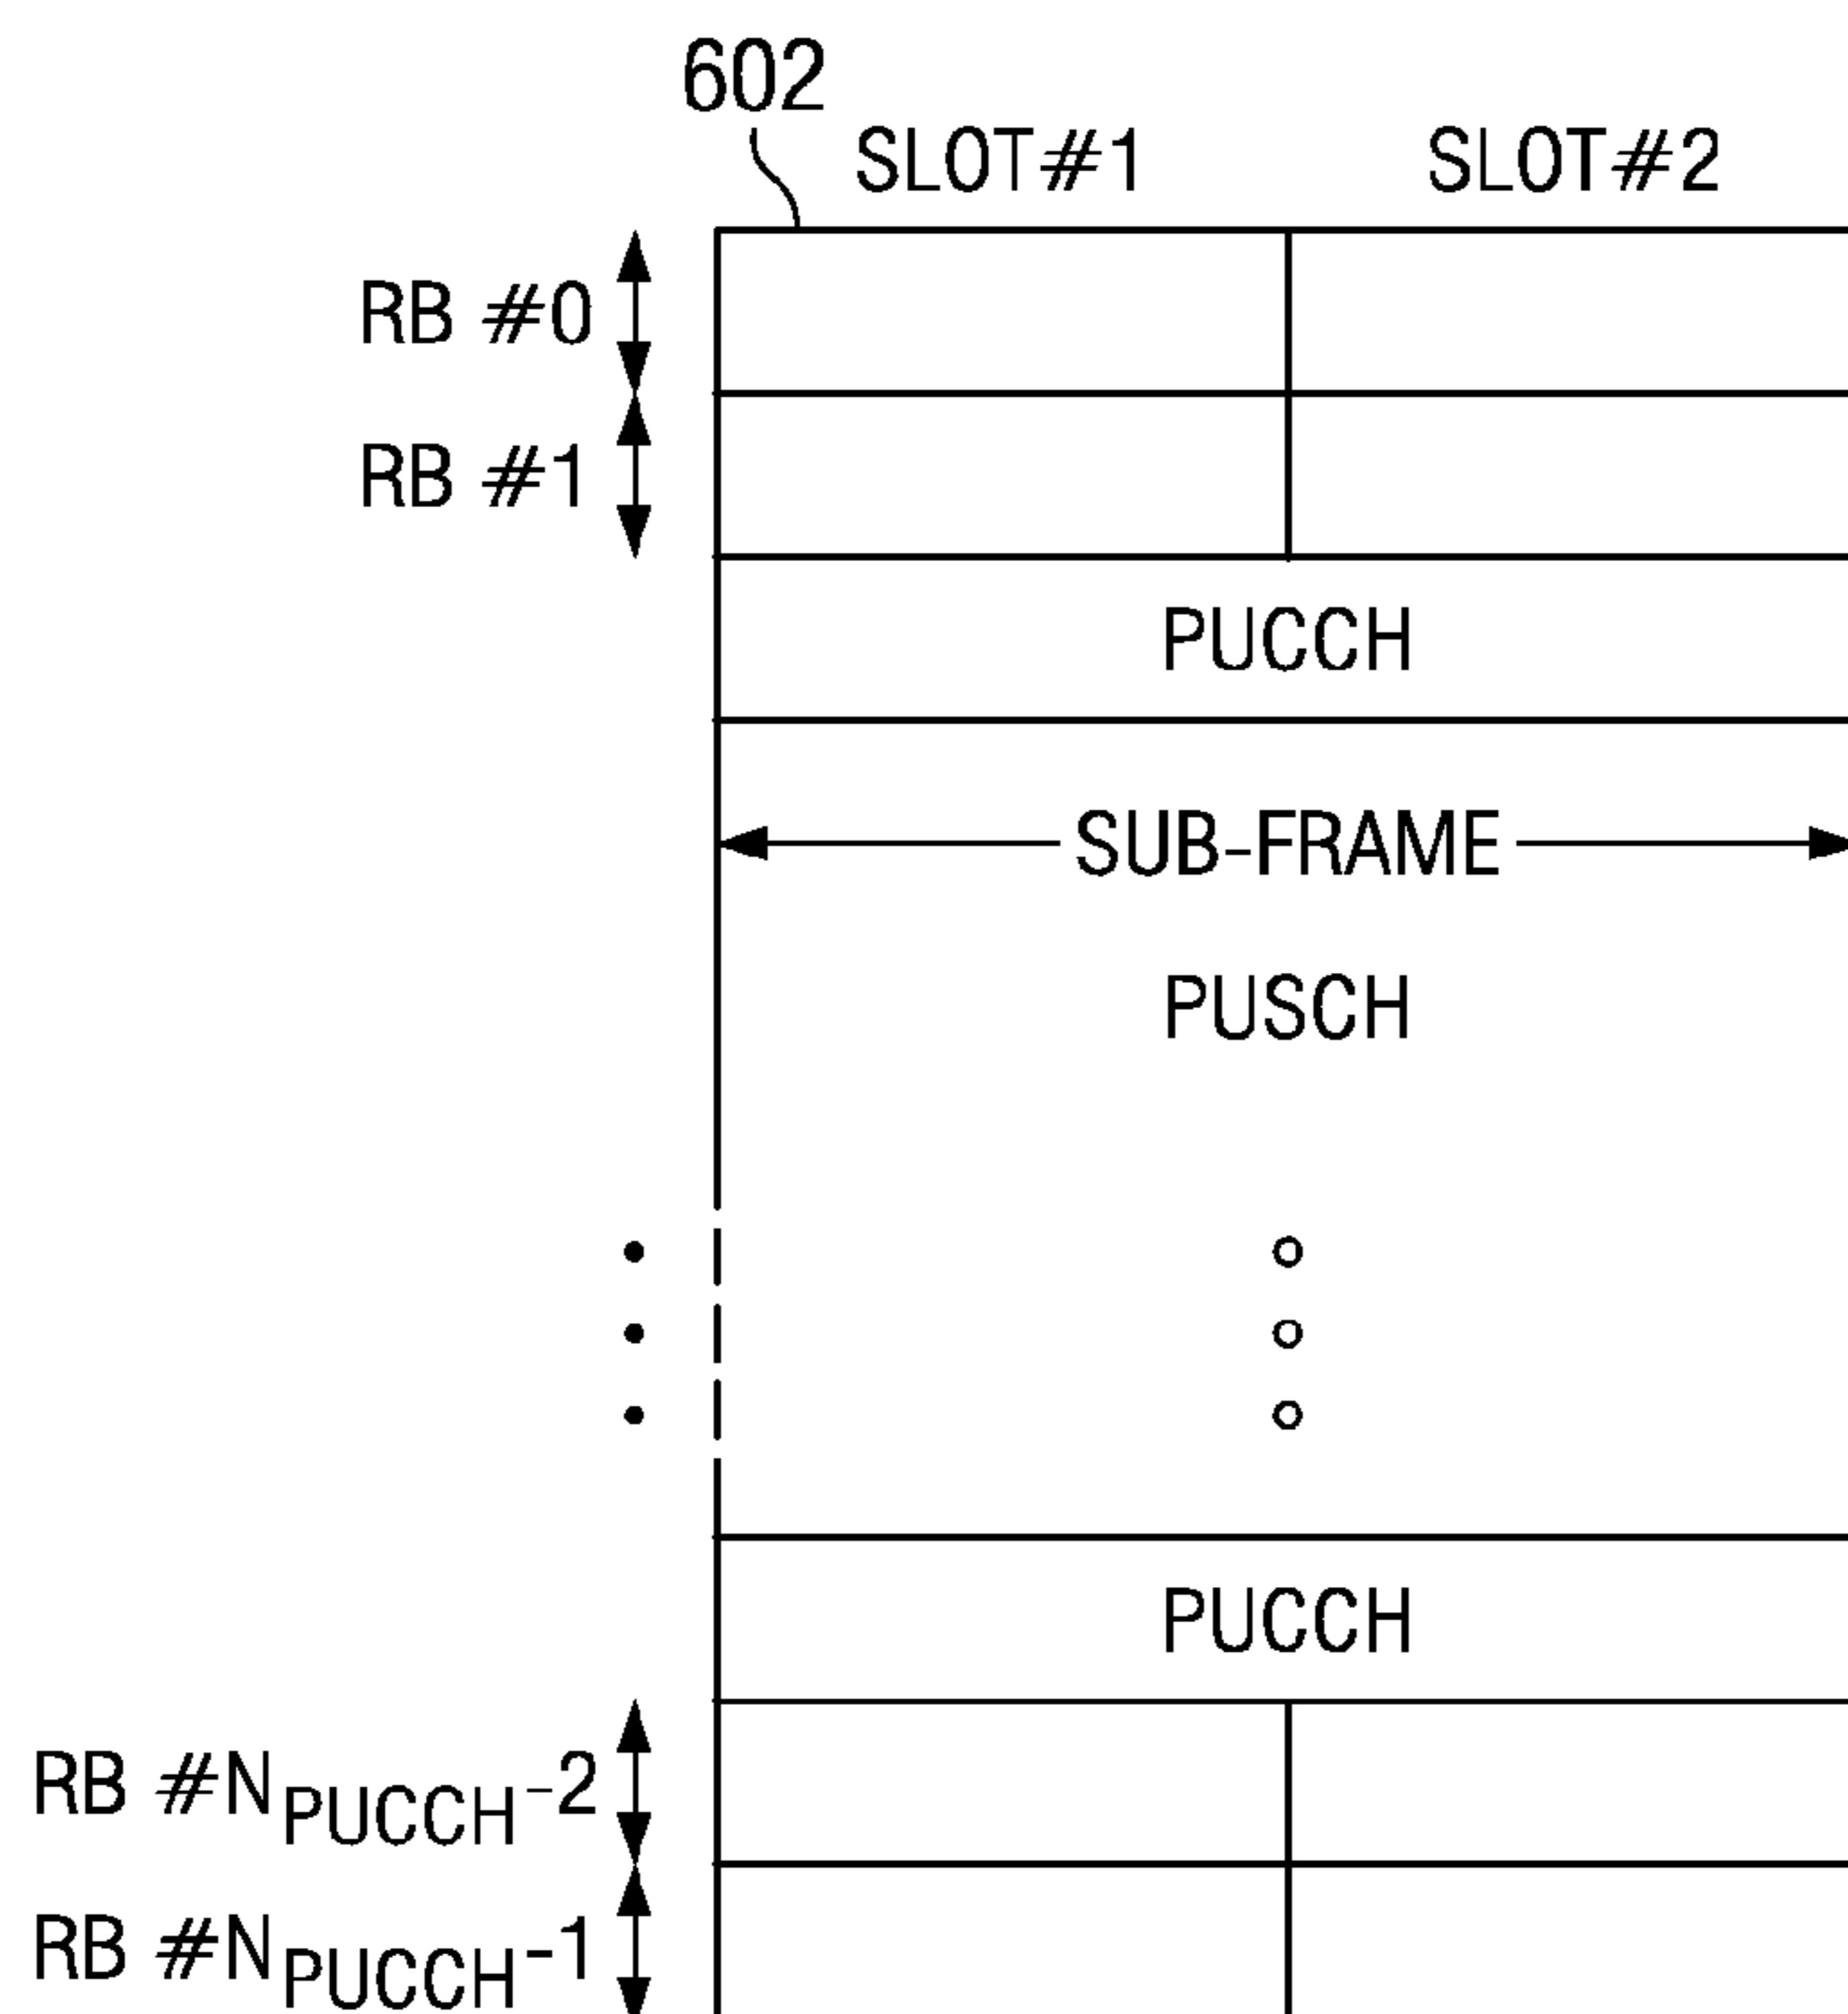 602
SLOT#1 SLOT#2
RB #0
RB #1
PUCCH
SUB-FRAME
PUSCH
PUCCH
RB #NPUCCH-2
RB #NPUCCH-1